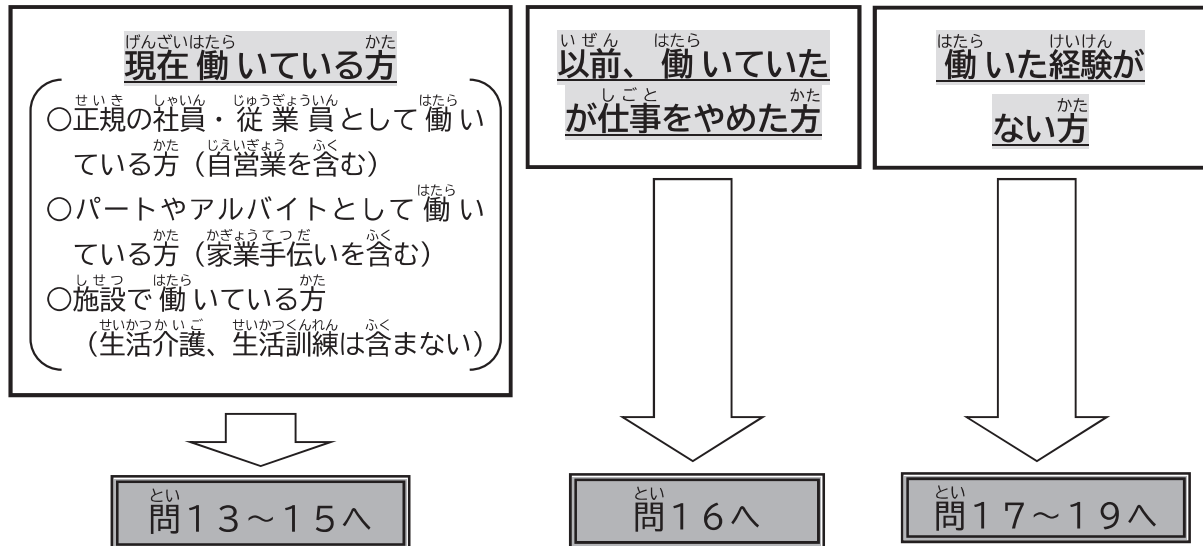 現在働いている方
○正規の社員・従業員として働い
ている方（自営業を含む）
○パートやアルバイトとして働い
ている方（家業手伝いを含む）
○施設で働いている方
（生活介護、生活訓練は含まない）
問１３～１５へ
以前、働いていた
が仕事をやめた方
問１６へ
働いた経験が
ない方
問１７～１９へ